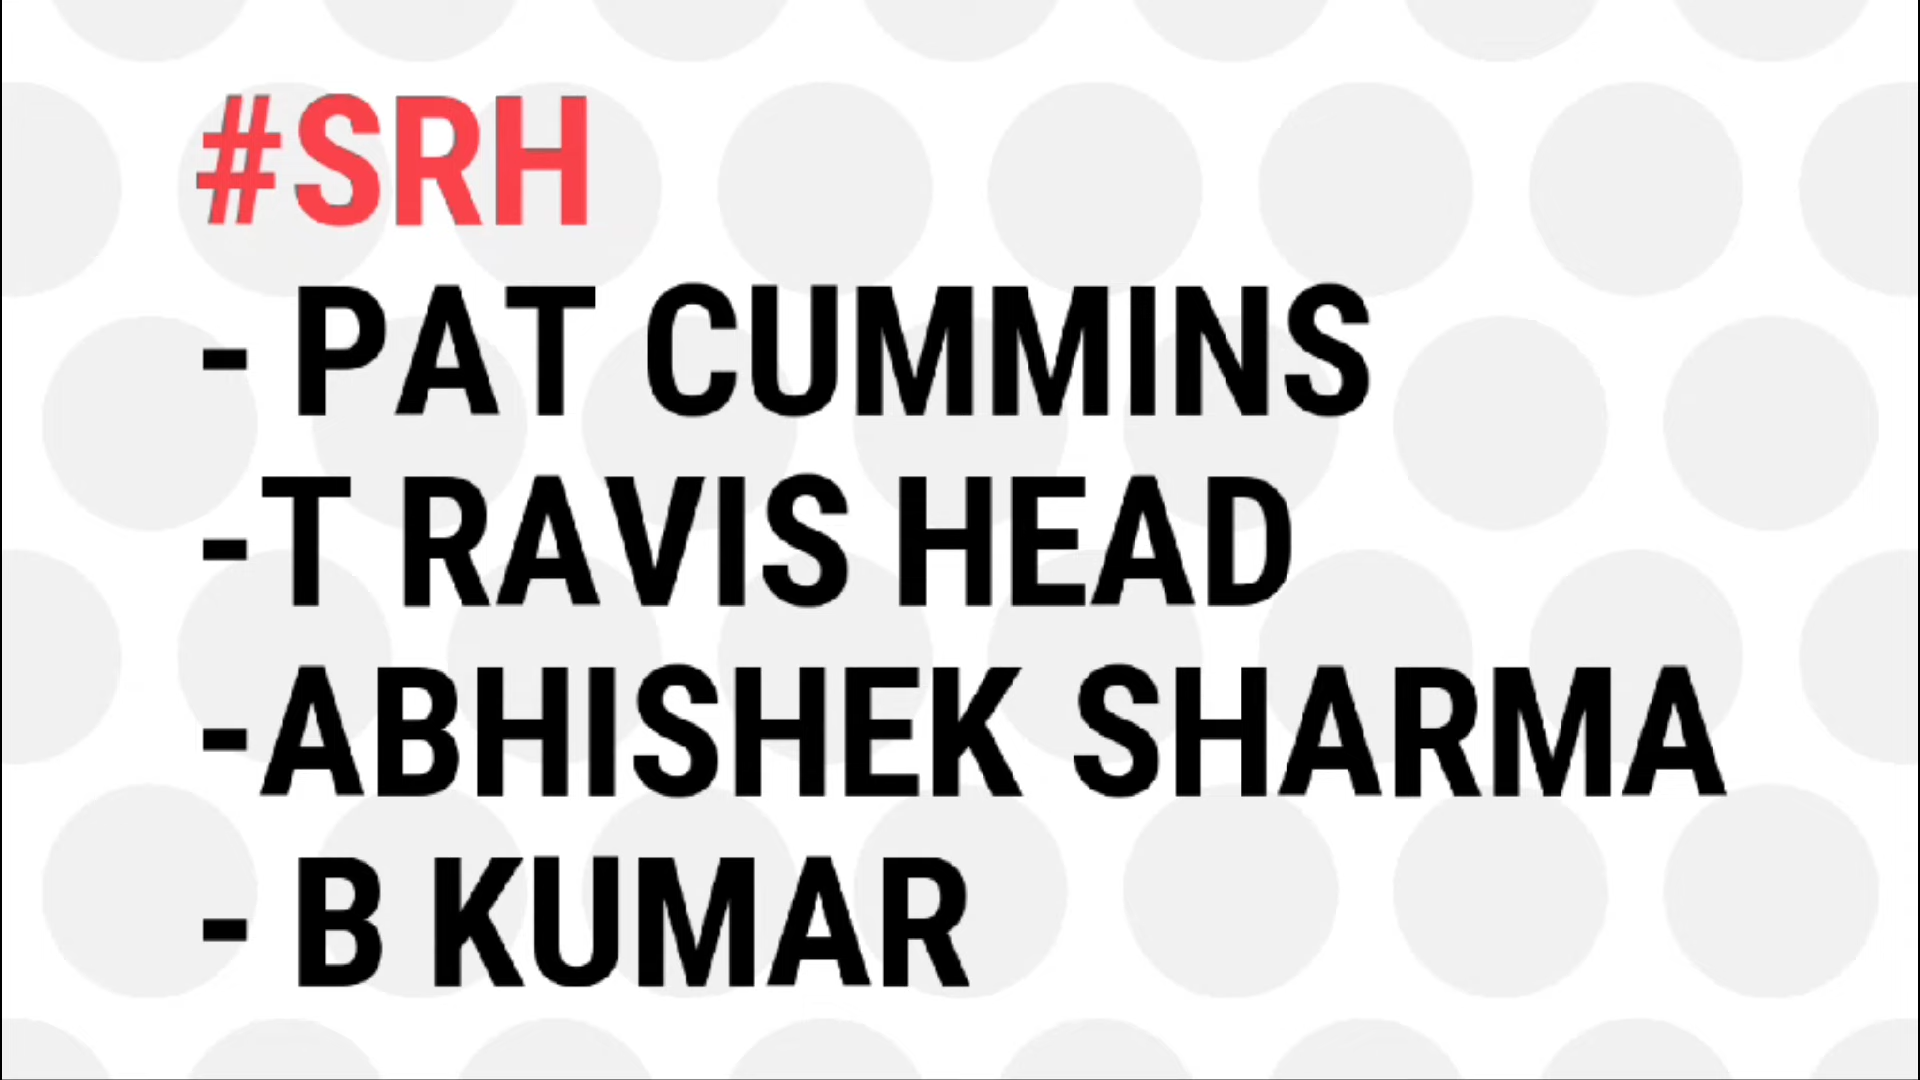 #SRH
- PAT CUMMINS
-T RAVIS HEAD
-ABHISHEK SHARMA
- B KUMAR